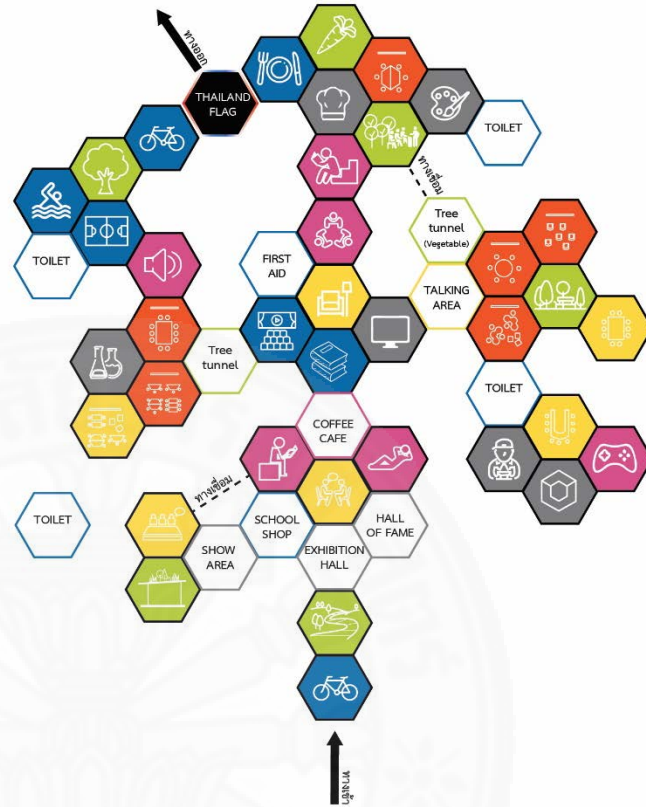 ทางออก
THAILAND
FLAG
TOILET
ทางเชื่อม
Tree
tunnel
(Vegetable)
TOILET
FIRST
AID
TALKING
AREA
Tree
tunnel
TOILET
COFFEE
CAFE
ทางเชื่อม
TOILET
SHOW
AREA
SCHOOL
SHOP
EXHIBITION
HALL
HALL
OF FAME
ทางเข้า